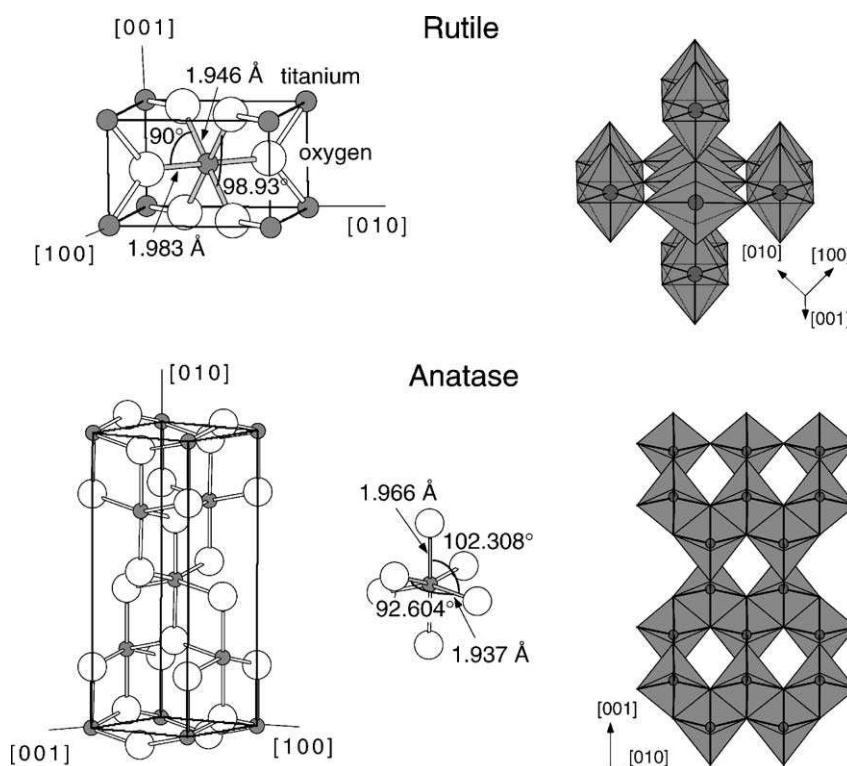 Rutile
[001]
1.946 Å
titanium
90°
oxygen
98.93°
[010]
[100]
1.983 Å
[010]
[100]
[001]
Anatase
[010]
1.966 Å
102.308°
92.604°
1.937 Å
[001]
[100]
[001]
[010]